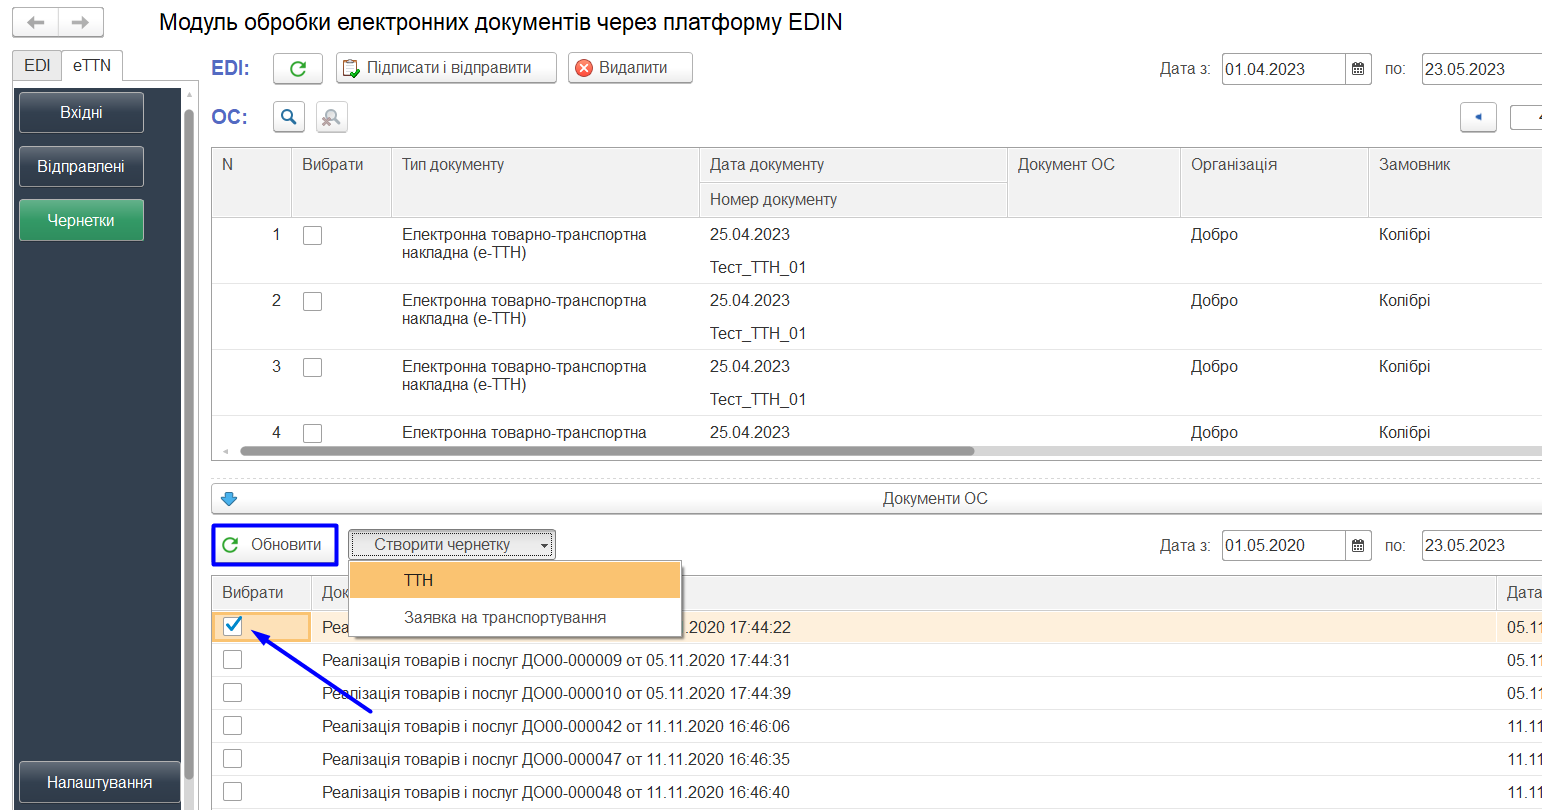 Модуль обробки електронних документів через платформу EDIN
EDI eTTN
EDI: Підписати і відправити Видалити Дата з: 01.04.2023 по: 23.05.2023
Вхідні
ОС:
Відправлені
Чернетки
N Вибрати Тип документу Дата документу Документ ОС Організація Замовник
Номер документу
1 Електронна товарно-транспортна 25.04.2023 Добро Колібрі
накладна (е-ТТН)
Тест_ТТН_01
2 Електронна товарно-транспортна 25.04.2023 Добро Колібрі
накладна (е-ТТН)
Тест_ТТН_01
3 Електронна товарно-транспортна 25.04.2023 Добро Колібрі
накладна (е-ТТН)
Тест_ТТН_01
4 Електронна товарно-транспортна 25.04.2023 Добро Колібрі
Документи ОС
Обновити Створити чернетку Дата з: 01.05.2020 по: 23.05.2023
ТТН
Заявка на транспортування
Вибрати Док Дата
Реа .2020 17:44:22 05.11
Реалізація товарів і послуг ДО00-000009 от 05.11.2020 17:44:31 05.11
Реалізація товарів і послуг ДО00-000010 от 05.11.2020 17:44:39 05.11
Реалізація товарів і послуг ДО00-000042 от 11.11.2020 16:46:06 11.11
Реалізація товарів і послуг ДО00-000047 от 11.11.2020 16:46:35 11.11
Реалізація товарів і послуг ДО00-000048 от 11.11.2020 16:46:40 11.11
Налаштування